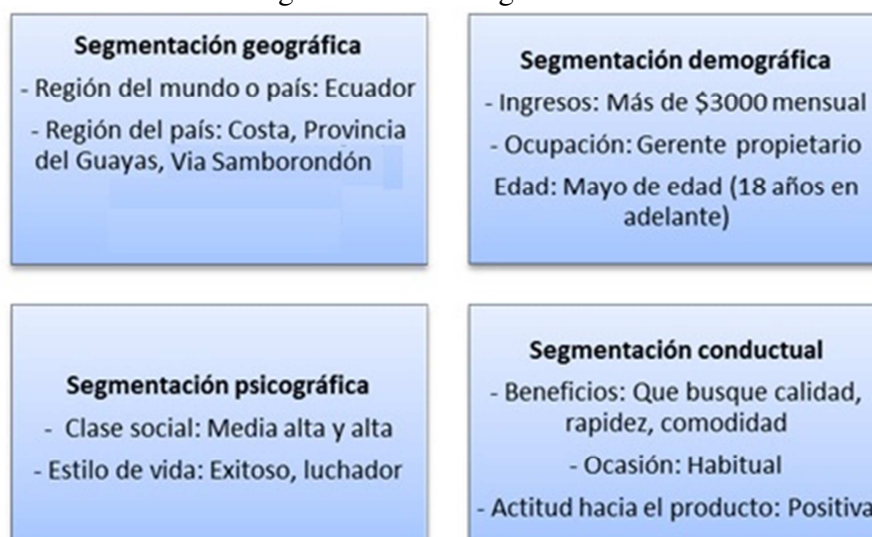 Segmentación geográfica
- Región del mundo o país: Ecuador
- Región del país: Costa, Provincia
del Guayas, Via Samborondón
Segmentación demográfica
- Ingresos: Más de $3000 mensual
- Ocupación: Gerente propietario
Edad: Mayo de edad (18 años en
adelante)
Segmentación psicográfica
- Clase social: Media alta y alta
- Estilo de vida: Exitoso, luchador
Segmentación conductual
- Beneficios: Que busque calidad,
rapidez, comodidad
- Ocasión: Habitual
- Actitud hacia el producto: Positiva